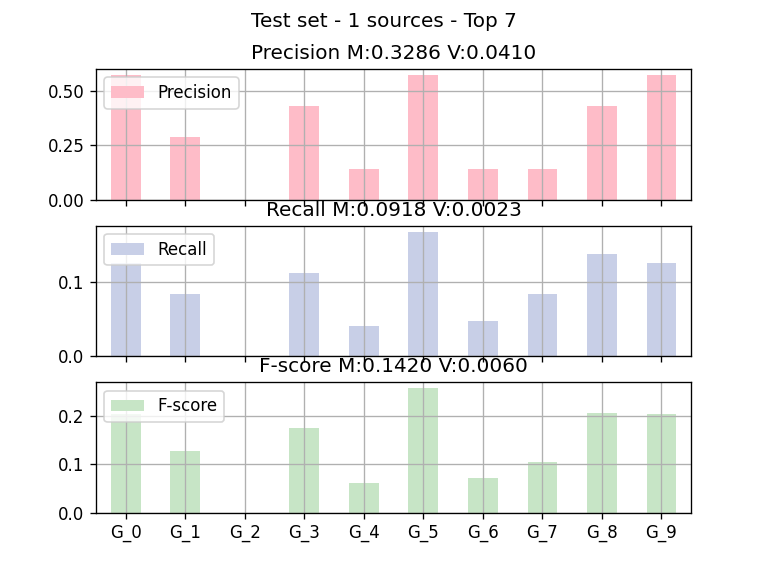 Test set - 1 sources - Top 7
Precision M:0.3286 V:0.0410
0.50
0.25
0.00
Precision
Recall M:0.0918 V:0.0023
0.1
0.0
Recall
F-score M:0.1420 V:0.0060
0.2
0.1
0.0
F-score
G_0 G_1 G_2 G_3 G_4 G_5 G_6 G_7 G_8 G_9